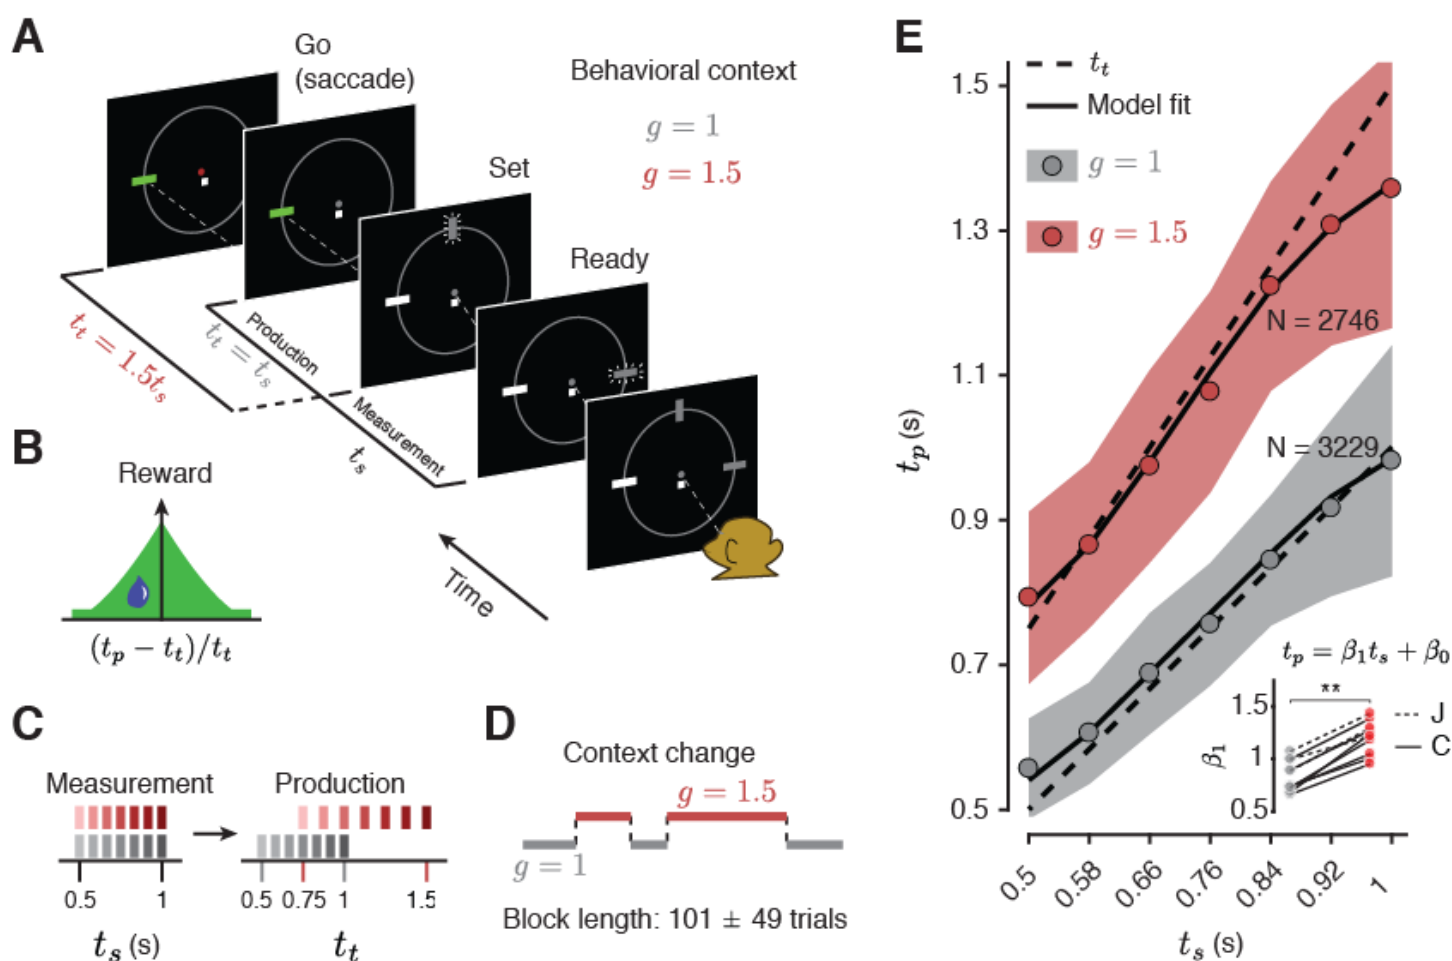 A
Go
(saccade)
Behavioral context
g = 1
g = 1.5
Set
Ready
Production
Measurement
t_t = 1.5t_s
t_t = t_s
t_s
Time
B
Reward
(t_p − t_t)/t_t
C
Measurement
Production
0.5 1
0.5 0.75 1 1.5
t_s (s)
t_t
D
Context change
g = 1.5
g = 1
Block length: 101 ± 49 trials
E
t_t
Model fit
g = 1
g = 1.5
N = 2746
N = 3229
1.5
1.3
1.1
0.9
0.7
0.5
t_p (s)
t_p = β_1t_s + β_0
**
1.5
1
0.5
β_1
J
C
0.5 0.58 0.66 0.76 0.84 0.92 1
t_s (s)